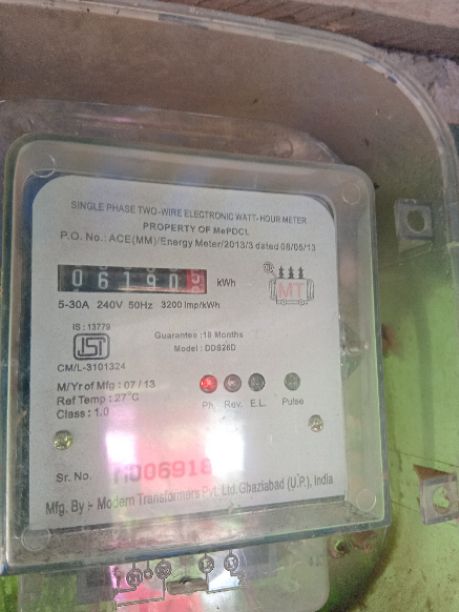 SINGLE PHASE TWO-WIRE ELECTRONIC WATT-HOUR METER
PROPERTY OF MePDCL
P.O. No.: ACE(MM)/Energy Meter/2013/3 dated 08/05/13
06190 kWh
MT
5-30A 240V 50Hz 3200 Imp/kWh
IS : 13779
Guarantee :18 Months
Model : DDS26D
CM/L-3101324
M/Yr of Mfg : 07 / 13
Ref Temp : 27°C
Class : 1.0
Ph. Rev. E.L. Pulse
Sr. No.
Mfg. By :- Modern Transformers Pvt. Ltd. Ghaziabad (U.P.), India